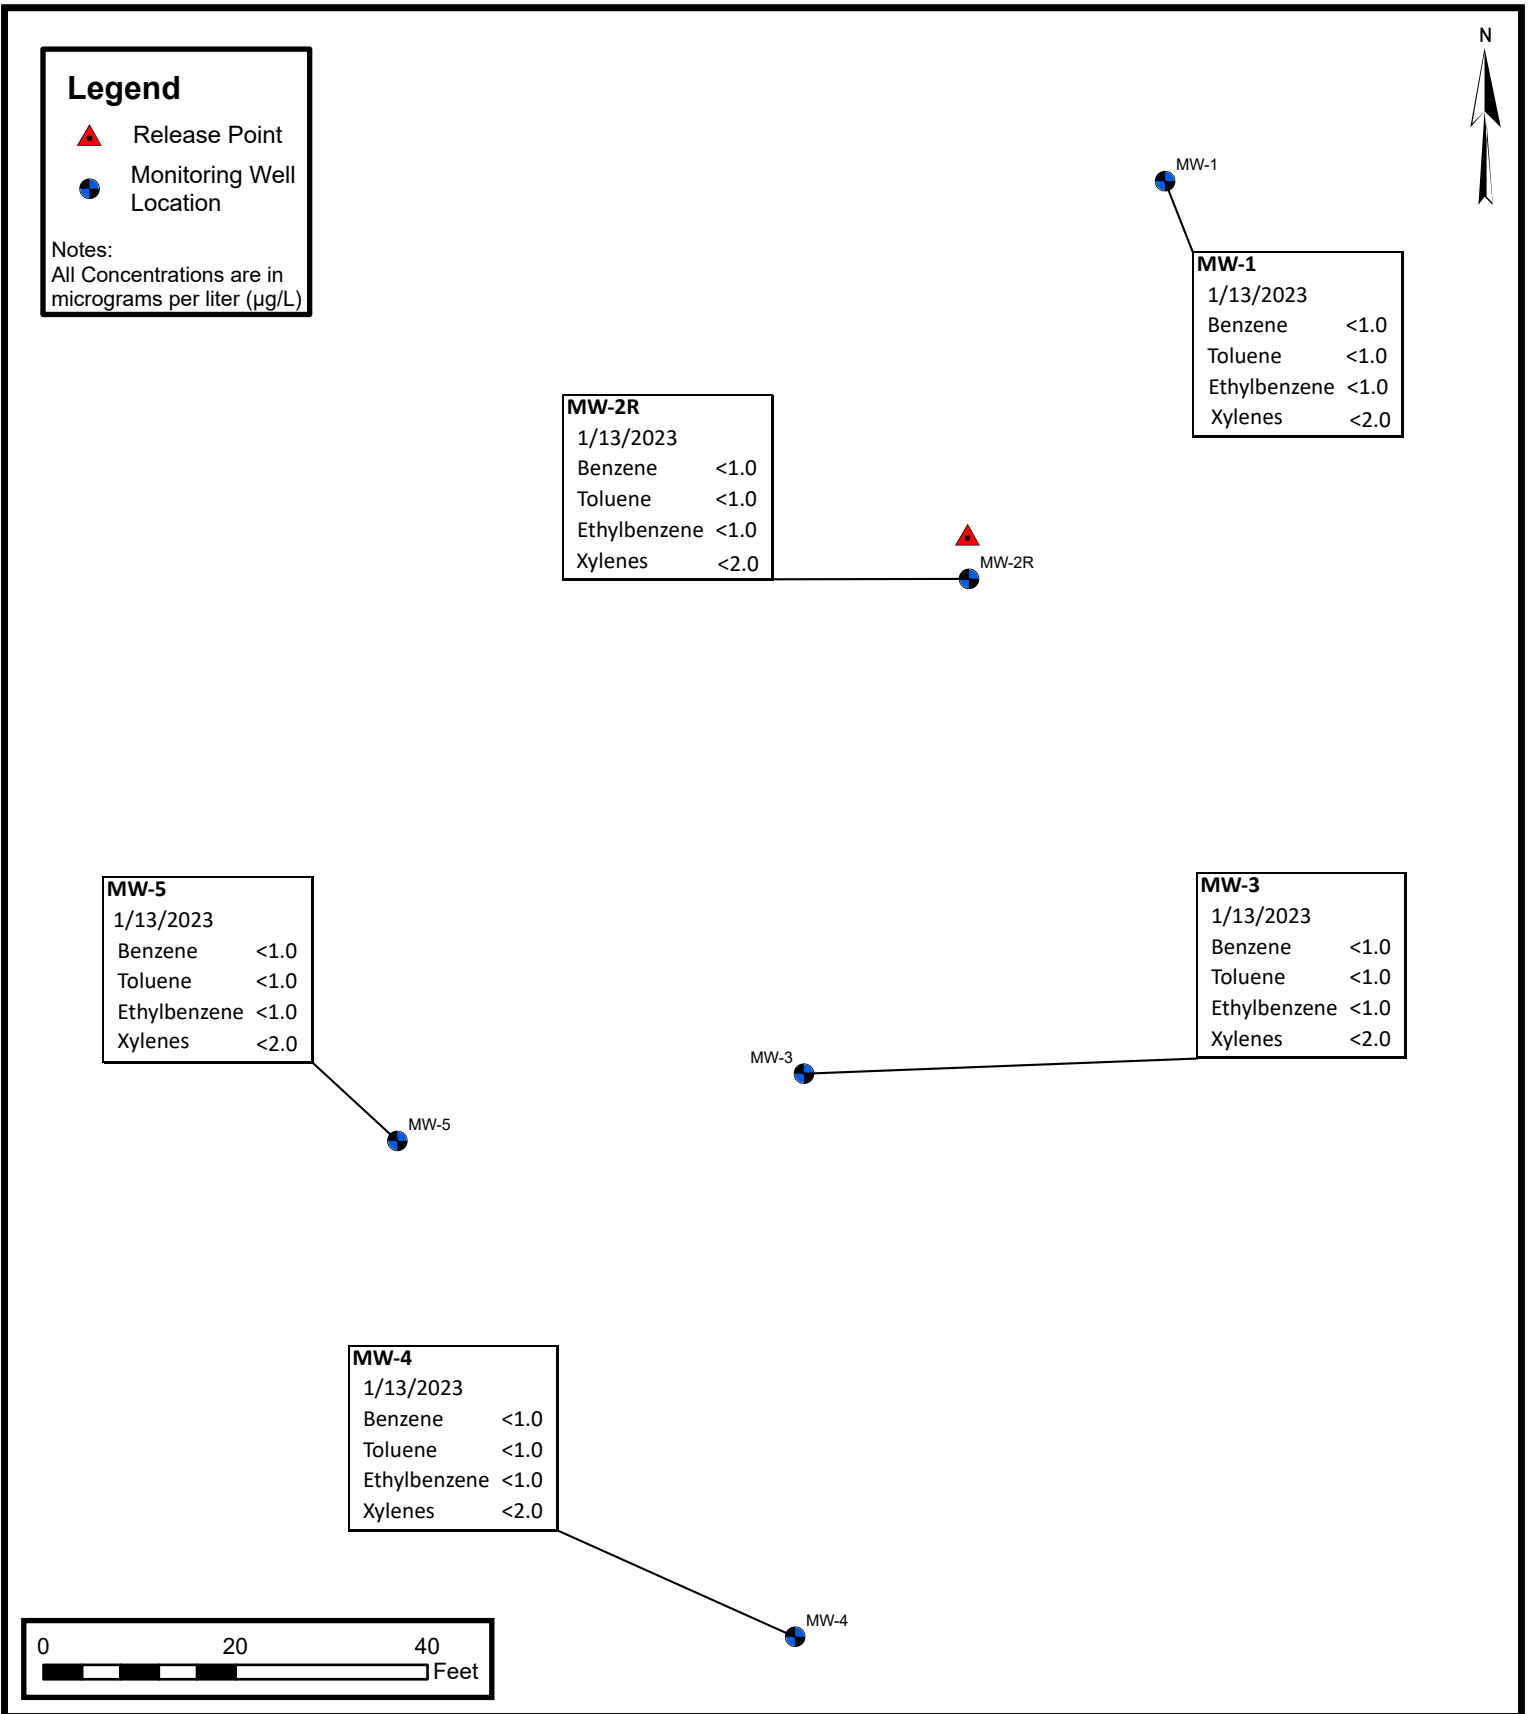 Legend
Release Point
Monitoring Well
Location
Notes:
All Concentrations are in
micrograms per liter (µg/L)
N
MW-1
MW-1
1/13/2023
Benzene <1.0
Toluene <1.0
Ethylbenzene <1.0
Xylenes <2.0
MW-2R
1/13/2023
Benzene <1.0
Toluene <1.0
Ethylbenzene <1.0
Xylenes <2.0
MW-2R
MW-5
1/13/2023
Benzene <1.0
Toluene <1.0
Ethylbenzene <1.0
Xylenes <2.0
MW-5
MW-3
1/13/2023
Benzene <1.0
Toluene <1.0
Ethylbenzene <1.0
Xylenes <2.0
MW-3
MW-4
1/13/2023
Benzene <1.0
Toluene <1.0
Ethylbenzene <1.0
Xylenes <2.0
MW-4
0 20 40
Feet